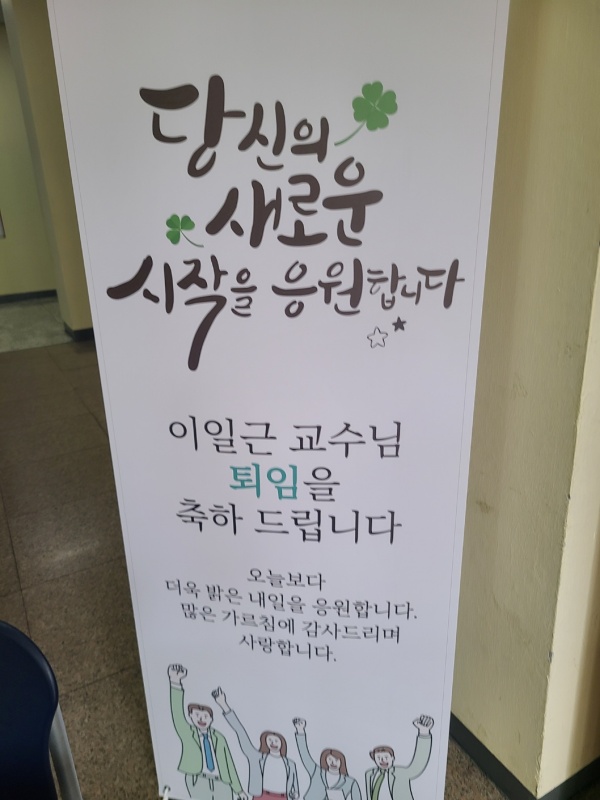 당신의
새로운
시작을 응원합니다
이일근 교수님
퇴임을
축하 드립니다
오늘보다
더욱 밝은 내일을 응원합니다.
많은 가르침에 감사드리며
사랑합니다.